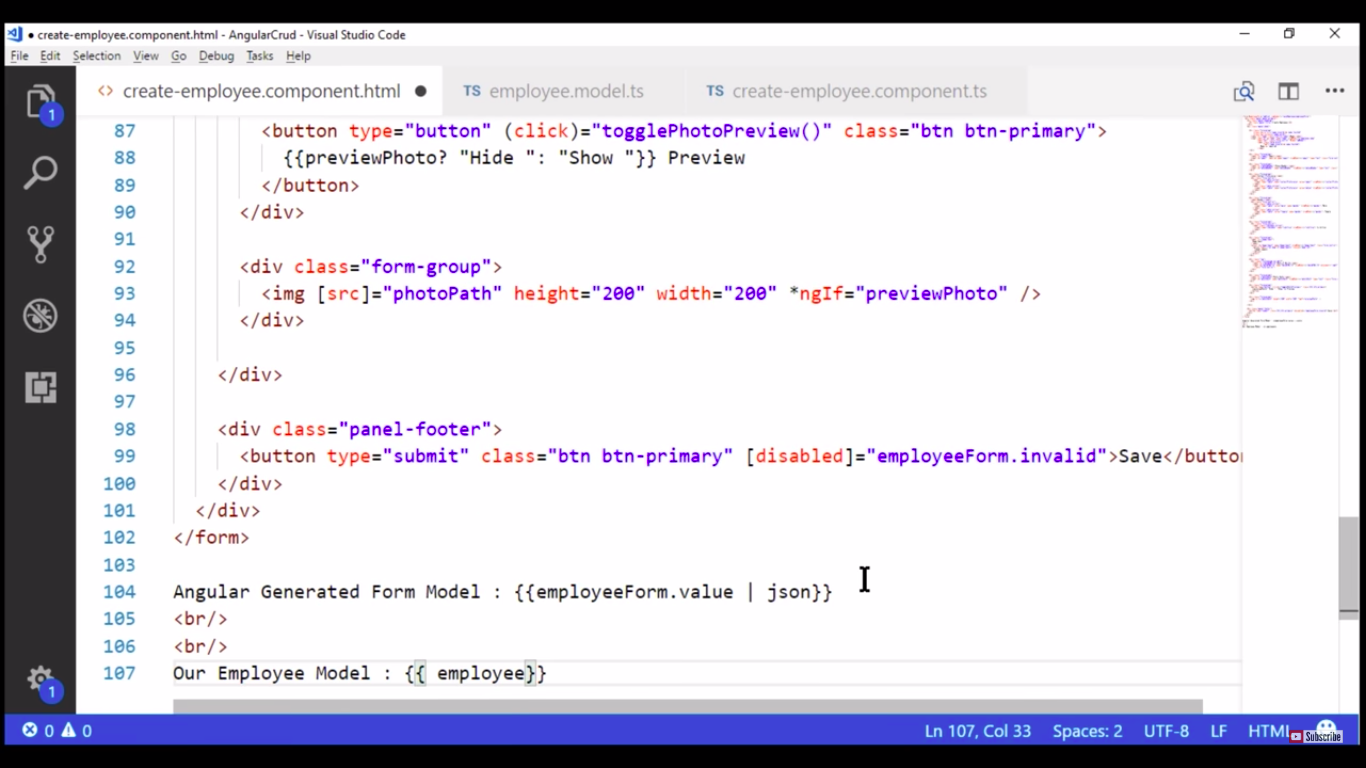 create-employee.component.html - AngularCrud - Visual Studio Code
File Edit Selection View Go Debug Tasks Help
create-employee.component.html TS employee.model.ts TS create-employee.component.ts
1
87 <button type="button" (click)="togglePhotoPreview()" class="btn btn-primary">
88 {{previewPhoto? "Hide ": "Show "}} Preview
89 </button>
90 </div>
91
92 <div class="form-group">
93 <img [src]="photoPath" height="200" width="200" *ngIf="previewPhoto" />
94 </div>
95
96 </div>
97
98 <div class="panel-footer">
99 <button type="submit" class="btn btn-primary" [disabled]="employeeForm.invalid">Save</butto
100 </div>
101 </div>
102 </form>
103
104 Angular Generated Form Model : {{employeeForm.value | json}}
105 <br/>
106 <br/>
107 Our Employee Model : {{ employee}}
1
0 0 Ln 107, Col 33 Spaces: 2 UTF-8 LF HTML
Subscribe